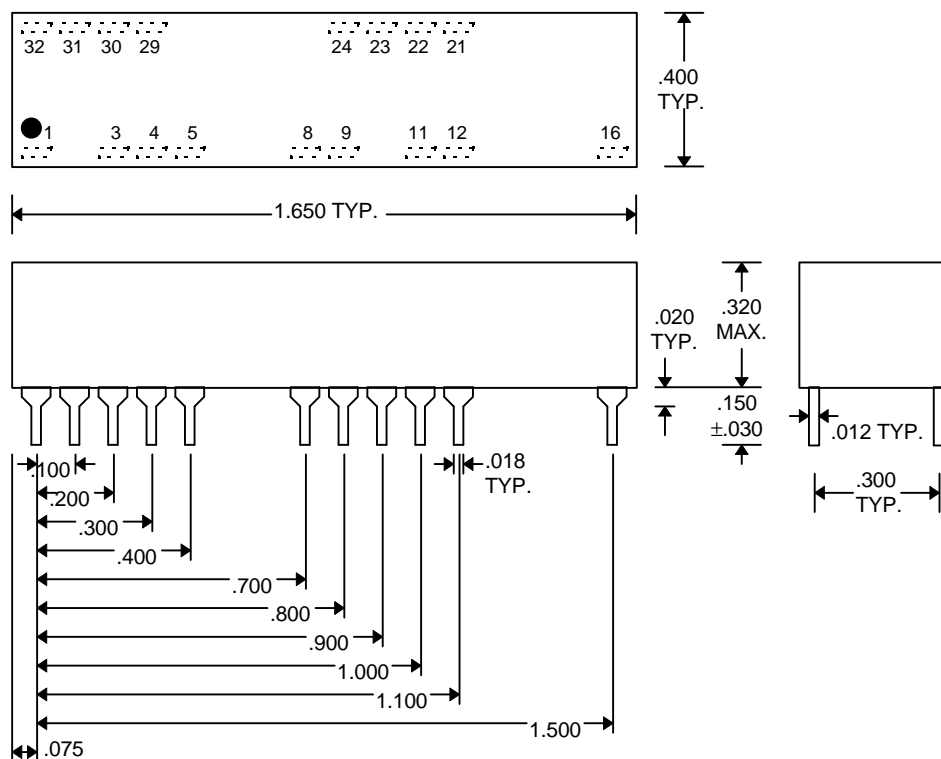 32 31 30 29 24 23 22 21
1 3 4 5 8 9 11 12 16
.400
TYP.
1.650 TYP.
.020
TYP.
.320
MAX.
.150
±.030
.012 TYP.
.018
TYP.
.300
TYP.
.100
.200
.300
.400
.700
.800
.900
1.000
1.100
1.500
.075